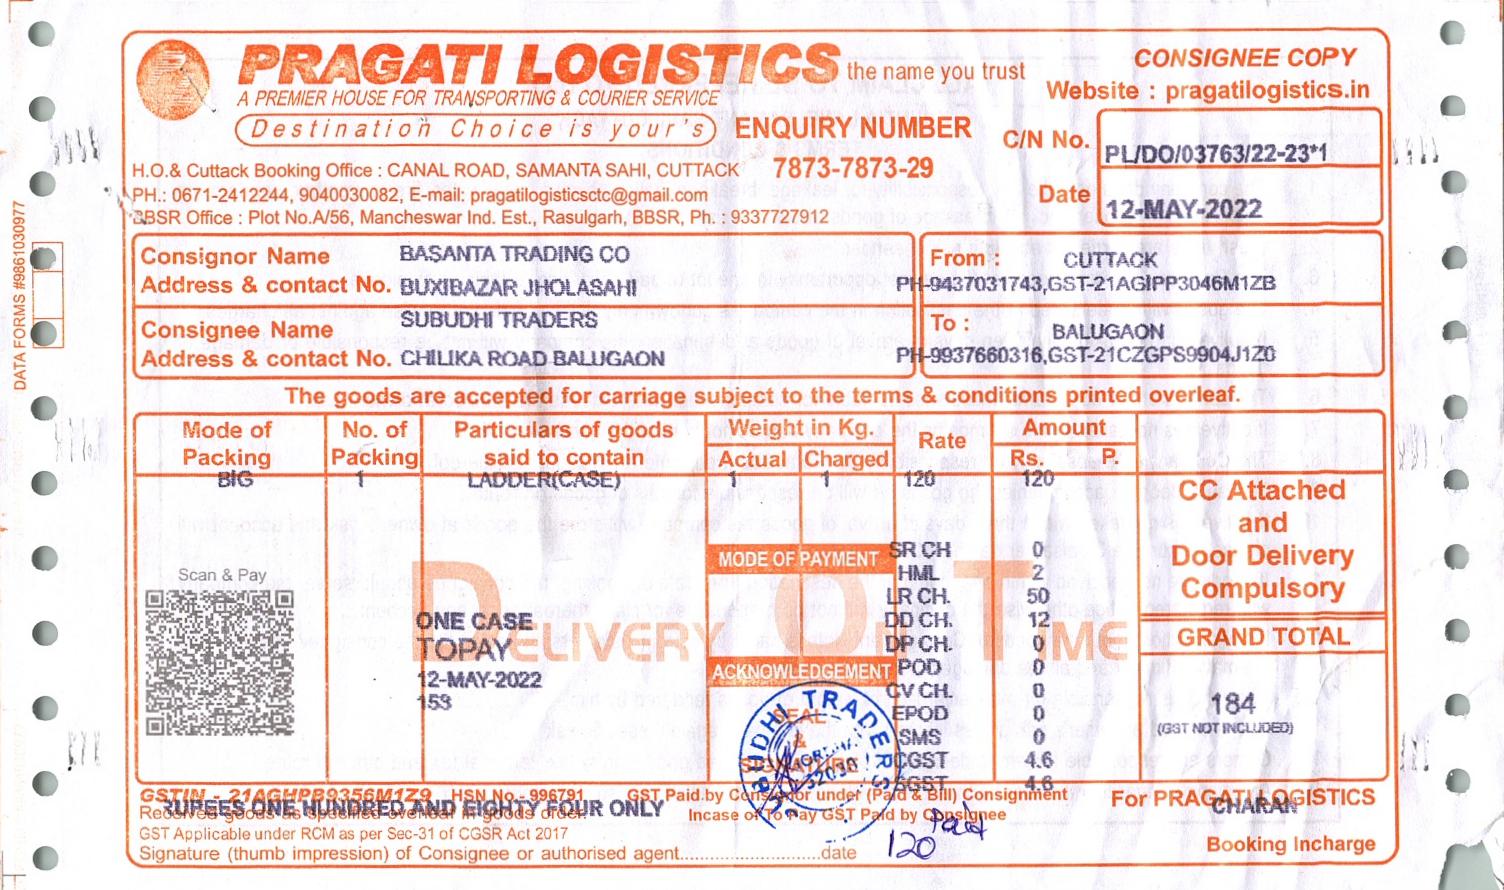 PRAGATI LOGISTICS the name you trust
A PREMIER HOUSE FOR TRANSPORTING & COURIER SERVICE
Destination Choice is your's
CONSIGNEE COPY
Website : pragatilogistics.in
ENQUIRY NUMBER
7873-7873-29
C/N No. PL/DO/03763/22-23*1
Date 12-MAY-2022
H.O.& Cuttack Booking Office : CANAL ROAD, SAMANTA SAHI, CUTTACK
PH.: 0671-2412244, 9040030082, E-mail: pragatilogisticsctc@gmail.com
BBSR Office : Plot No.A/56, Mancheswar Ind. Est., Rasulgarh, BBSR, Ph. : 9337727912
DATA FORMS #9861030977
Consignor Name BASANTA TRADING CO
Address & contact No. BUXIBAZAR JHOLASAHI
From : CUTTACK
PH-9437031743,GST-21AGIPP3046M1ZB
Consignee Name SUBUDHI TRADERS
Address & contact No. CHILIKA ROAD BALUGAON
To : BALUGAON
PH-9937660316,GST-21CZGPS9904J1Z0
The goods are accepted for carriage subject to the terms & conditions printed overleaf.
Mode of Packing No. of Packing Particulars of goods said to contain Weight in Kg. Actual Charged Rate Amount Rs. P.
BIG 1 LADDER(CASE) 1 1 120 120
CC Attached
and
Door Delivery
Compulsory
Scan & Pay
DELIVERY ON TIME
ONE CASE
TOPAY
12-MAY-2022
153
MODE OF PAYMENT
ACKNOWLEDGEMENT
SEAL
&
SIGNATURE
TRADERS
SR CH 0
HML 2
LR CH. 50
DD CH. 12
DP CH. 0
POD 0
CV CH. 0
EPOD 0
SMS 0
CGST 4.6
SGST 4.6
GRAND TOTAL
184
(GST NOT INCLUDED)
GSTIN - 21AGHPB9356M1Z9 HSN No - 996791 GST Paid by Consignor under (Paid & Bill) Consignment
RUPEES ONE HUNDRED AND EIGHTY FOUR ONLY
Received goods as specified overleaf in goods order. Incase of To Pay GST Paid by Consignee
GST Applicable under RCM as per Sec-31 of CGSR Act 2017
Signature (thumb impression) of Consignee or authorised agent..............................date
Paid
120
For PRAGATI LOGISTICS
CHARAN
Booking Incharge